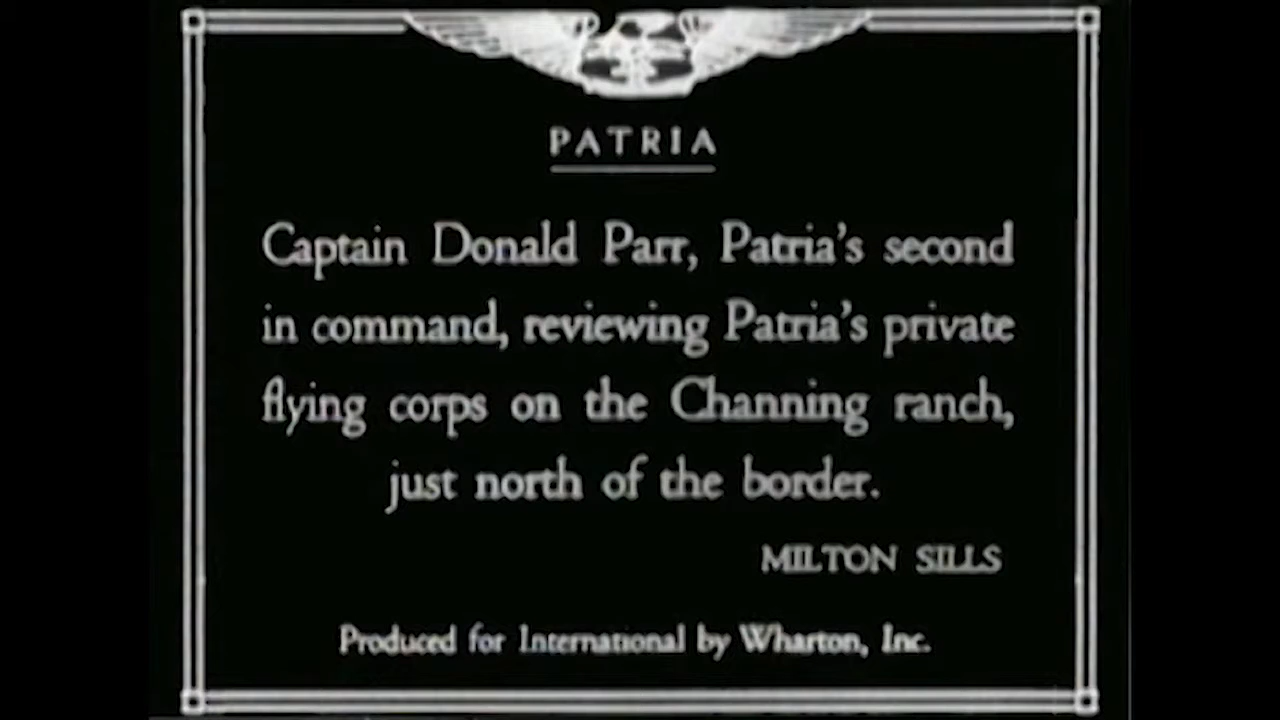 PATRIA
Captain Donald Parr, Patria's second
in command, reviewing Patria's private
flying corps on the Channing ranch,
just north of the border.
MILTON SILLS
Produced for International by Wharton, Inc.